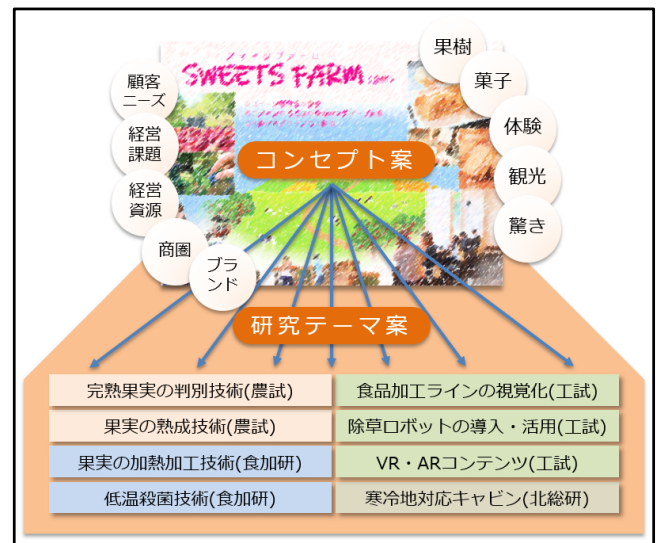 SWEETS FARM
顧客
ニーズ
経営
課題
経営
資源
商圏
ブラ
ンド
果樹
菓子
体験
観光
驚き
コンセプト案
研究テーマ案
完熟果実の判別技術(農試)
果実の熟成技術(農試)
果実の加熱加工技術(食加研)
低温殺菌技術(食加研)
食品加工ラインの視覚化(工試)
除草ロボットの導入・活用(工試)
VR・ARコンテンツ(工試)
寒冷地対応キャビン(北総研)